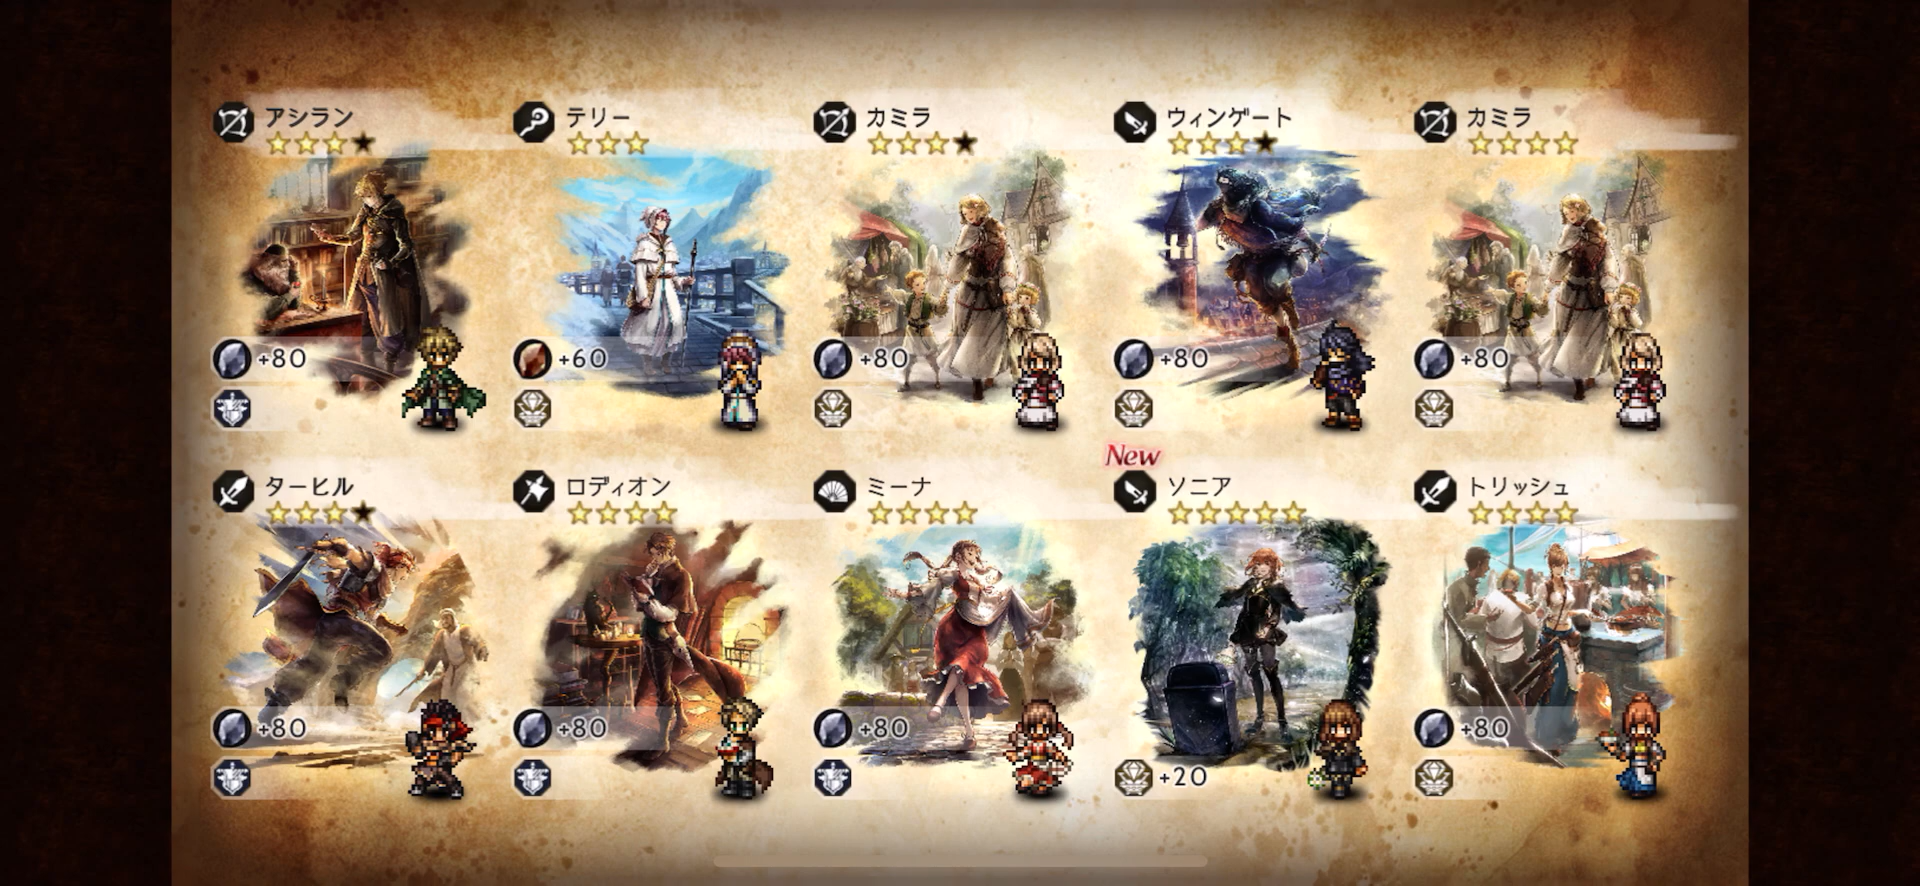 アシラン
テリー
カミラ
ウィンゲート
カミラ
+80
+60
+80
+80
+80
New
ターヒル
ロディオン
ミーナ
ソニア
トリッシュ
+80
+80
+80
+80
+20